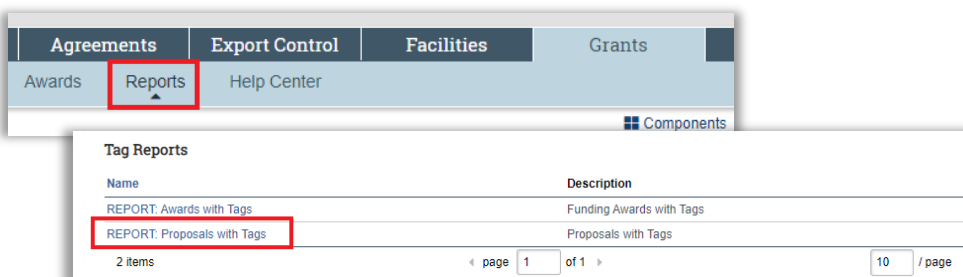 Agreements Export Control Facilities Grants
Awards Reports Help Center
Components
Tag Reports
Name Description
REPORT: Awards with Tags Funding Awards with Tags
REPORT: Proposals with Tags Proposals with Tags
2 items page 1 of 1 10 / page